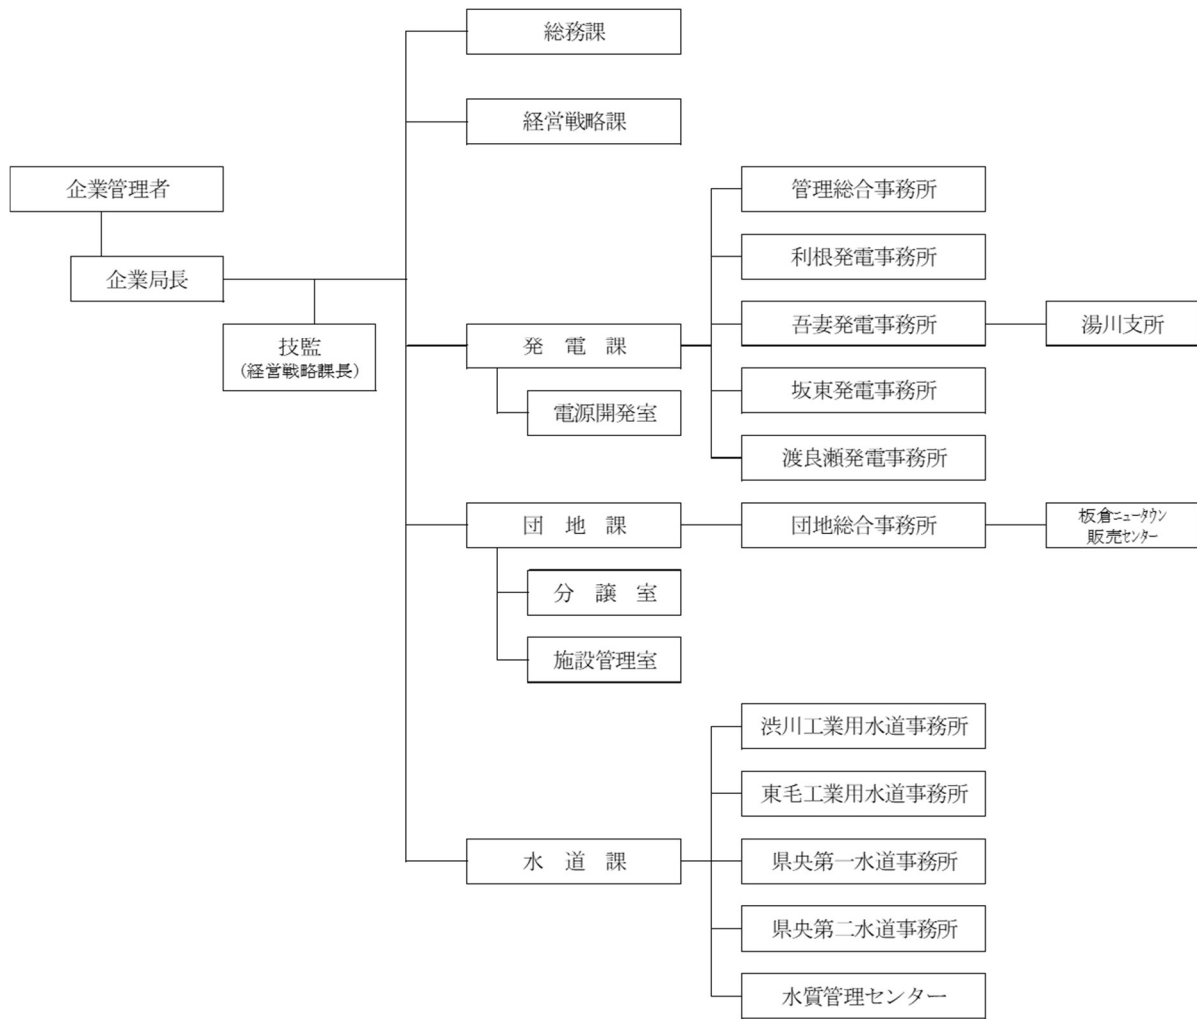 総務課
経営戦略課
企業管理者
企業局長
技監
(経営戦略課長)
発　電　課
電源開発室
管理総合事務所
利根発電事務所
吾妻発電事務所
湯川支所
坂東発電事務所
渡良瀬発電事務所
団　地　課
団地総合事務所
板倉ﾆｭｰﾀｳﾝ
販売ｾﾝﾀｰ
分　譲　室
施設管理室
水　道　課
渋川工業用水道事務所
東毛工業用水道事務所
県央第一水道事務所
県央第二水道事務所
水質管理センター